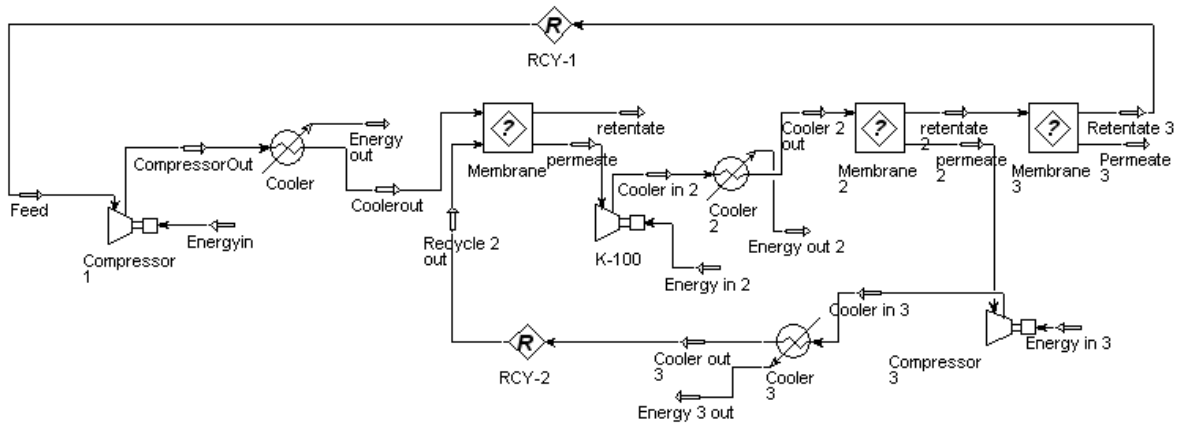 R
RCY-1
CompressorOut
Energy
out
Cooler
Feed
Compressor
1
Energyin
Coolerout
?
Membrane
retentate
permeate
Cooler in 2
Cooler
2
Cooler 2
out
Energy out 2
K-100
Energy in 2
?
Membrane
2
retentate
2
permeate
2
?
Membrane
3
Retentate 3
Permeate
3
Recycle 2
out
R
RCY-2
Cooler out
3
Cooler
3
Cooler in 3
Energy 3 out
Compressor
3
Energy in 3